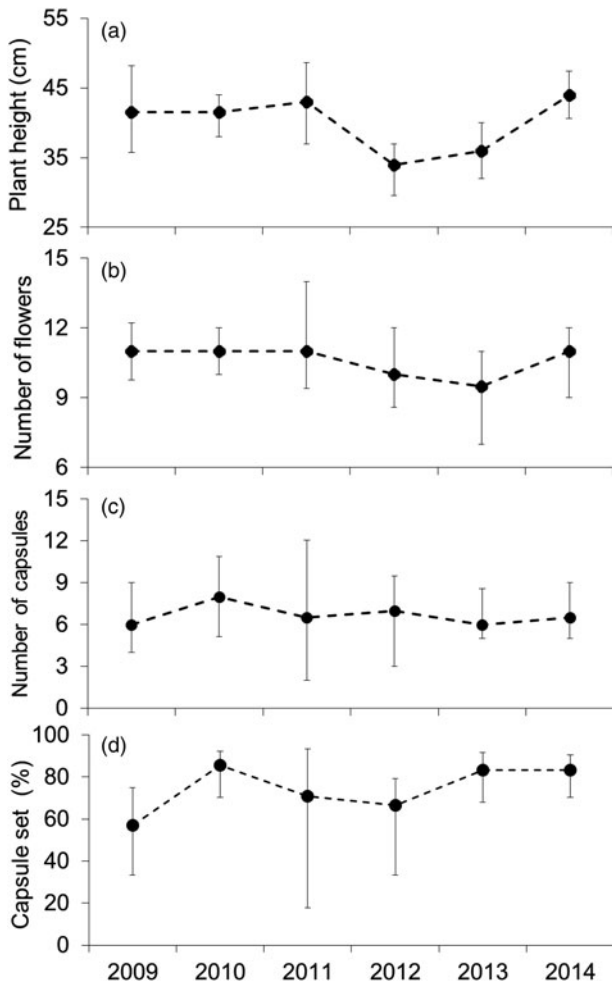 (a)
Plant height (cm)
55
45
35
25
(b)
Number of flowers
15
12
9
6
(c)
Number of capsules
15
12
9
6
3
0
(d)
Capsule set (%)
100
80
60
40
20
0
2009 2010 2011 2012 2013 2014